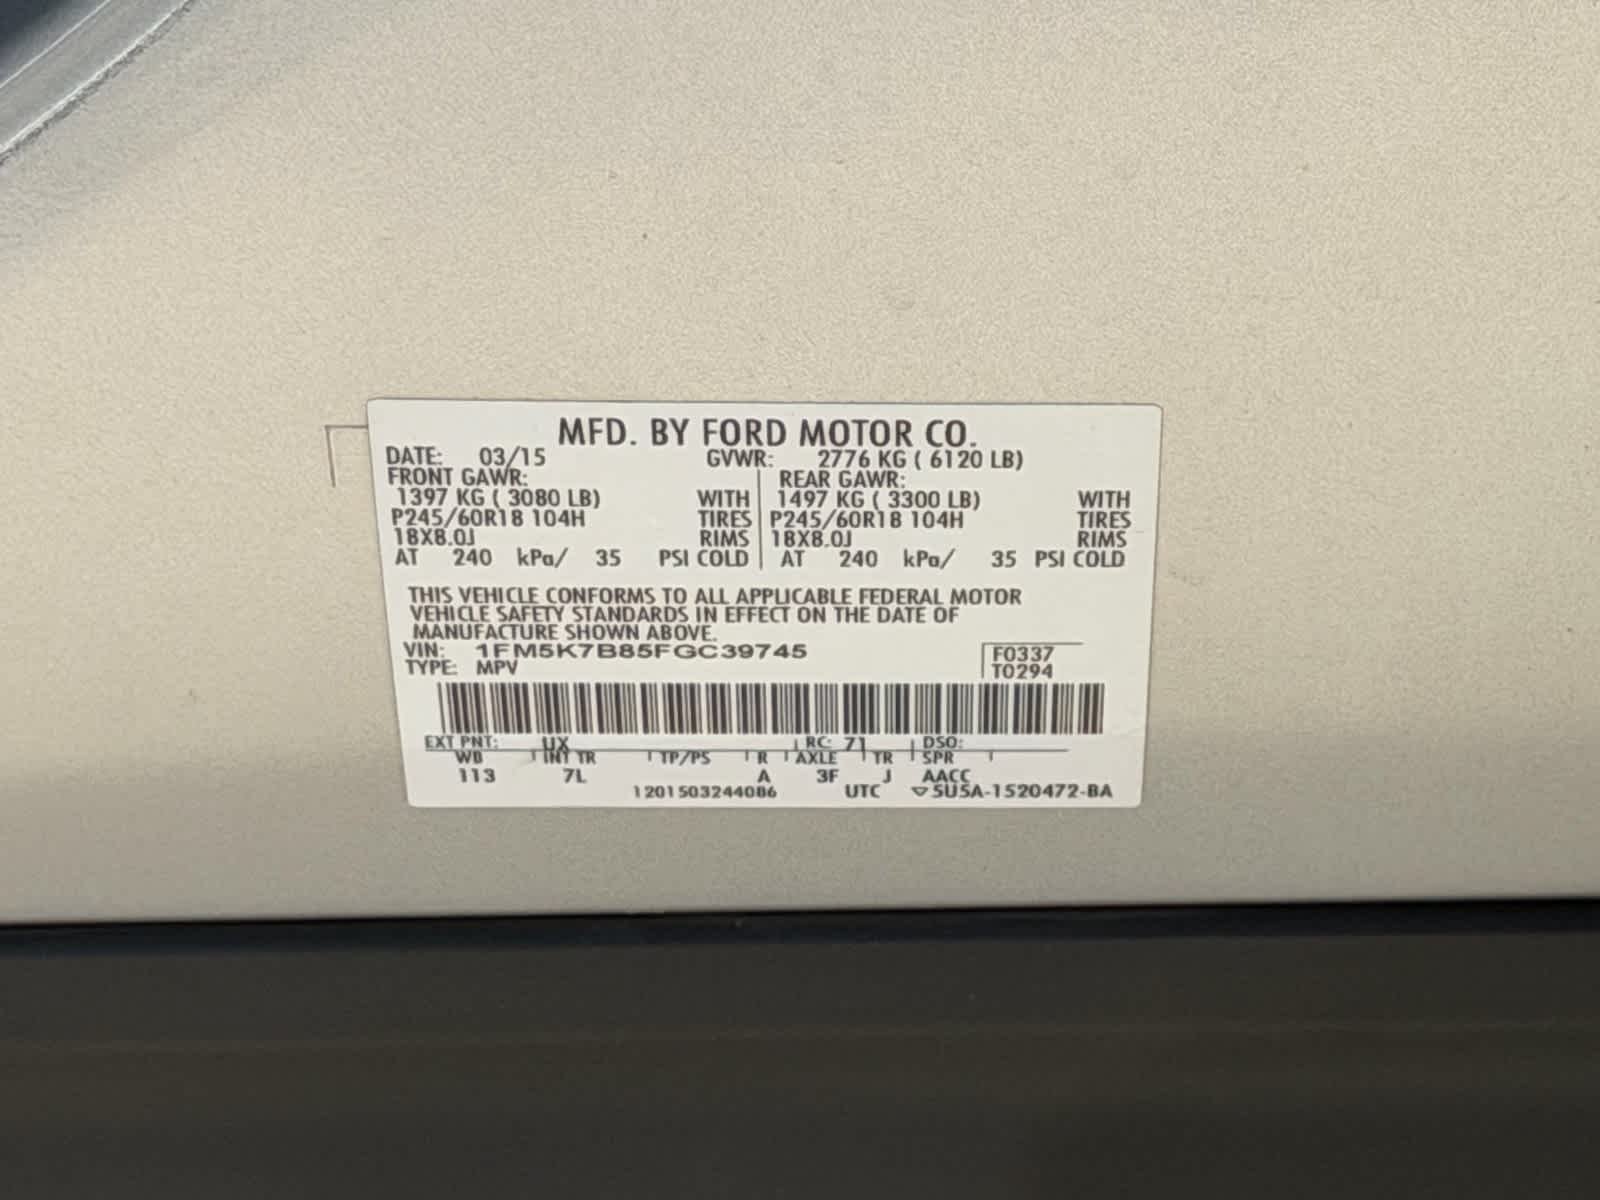 MFD. BY FORD MOTOR CO.
DATE: 03/15 GVWR: 2776 KG ( 6120 LB)
FRONT GAWR: REAR GAWR:
1397 KG ( 3080 LB) WITH 1497 KG ( 3300 LB) WITH
P245/60R18 104H TIRES P245/60R18 104H TIRES
18X8.0J RIMS 18X8.0J RIMS
AT 240 kPa/ 35 PSI COLD AT 240 kPa/ 35 PSI COLD
THIS VEHICLE CONFORMS TO ALL APPLICABLE FEDERAL MOTOR
VEHICLE SAFETY STANDARDS IN EFFECT ON THE DATE OF
MANUFACTURE SHOWN ABOVE.
VIN: 1FM5K7B85FGC39745 F0337
TYPE: MPV T0294
EXT PNT: UX RC: 71 DSO:
WB INT TR TP/PS R AXLE TR SPR
113 7L A 3F J AACC
1201503244086 UTC ▽5U5A-1520472-BA